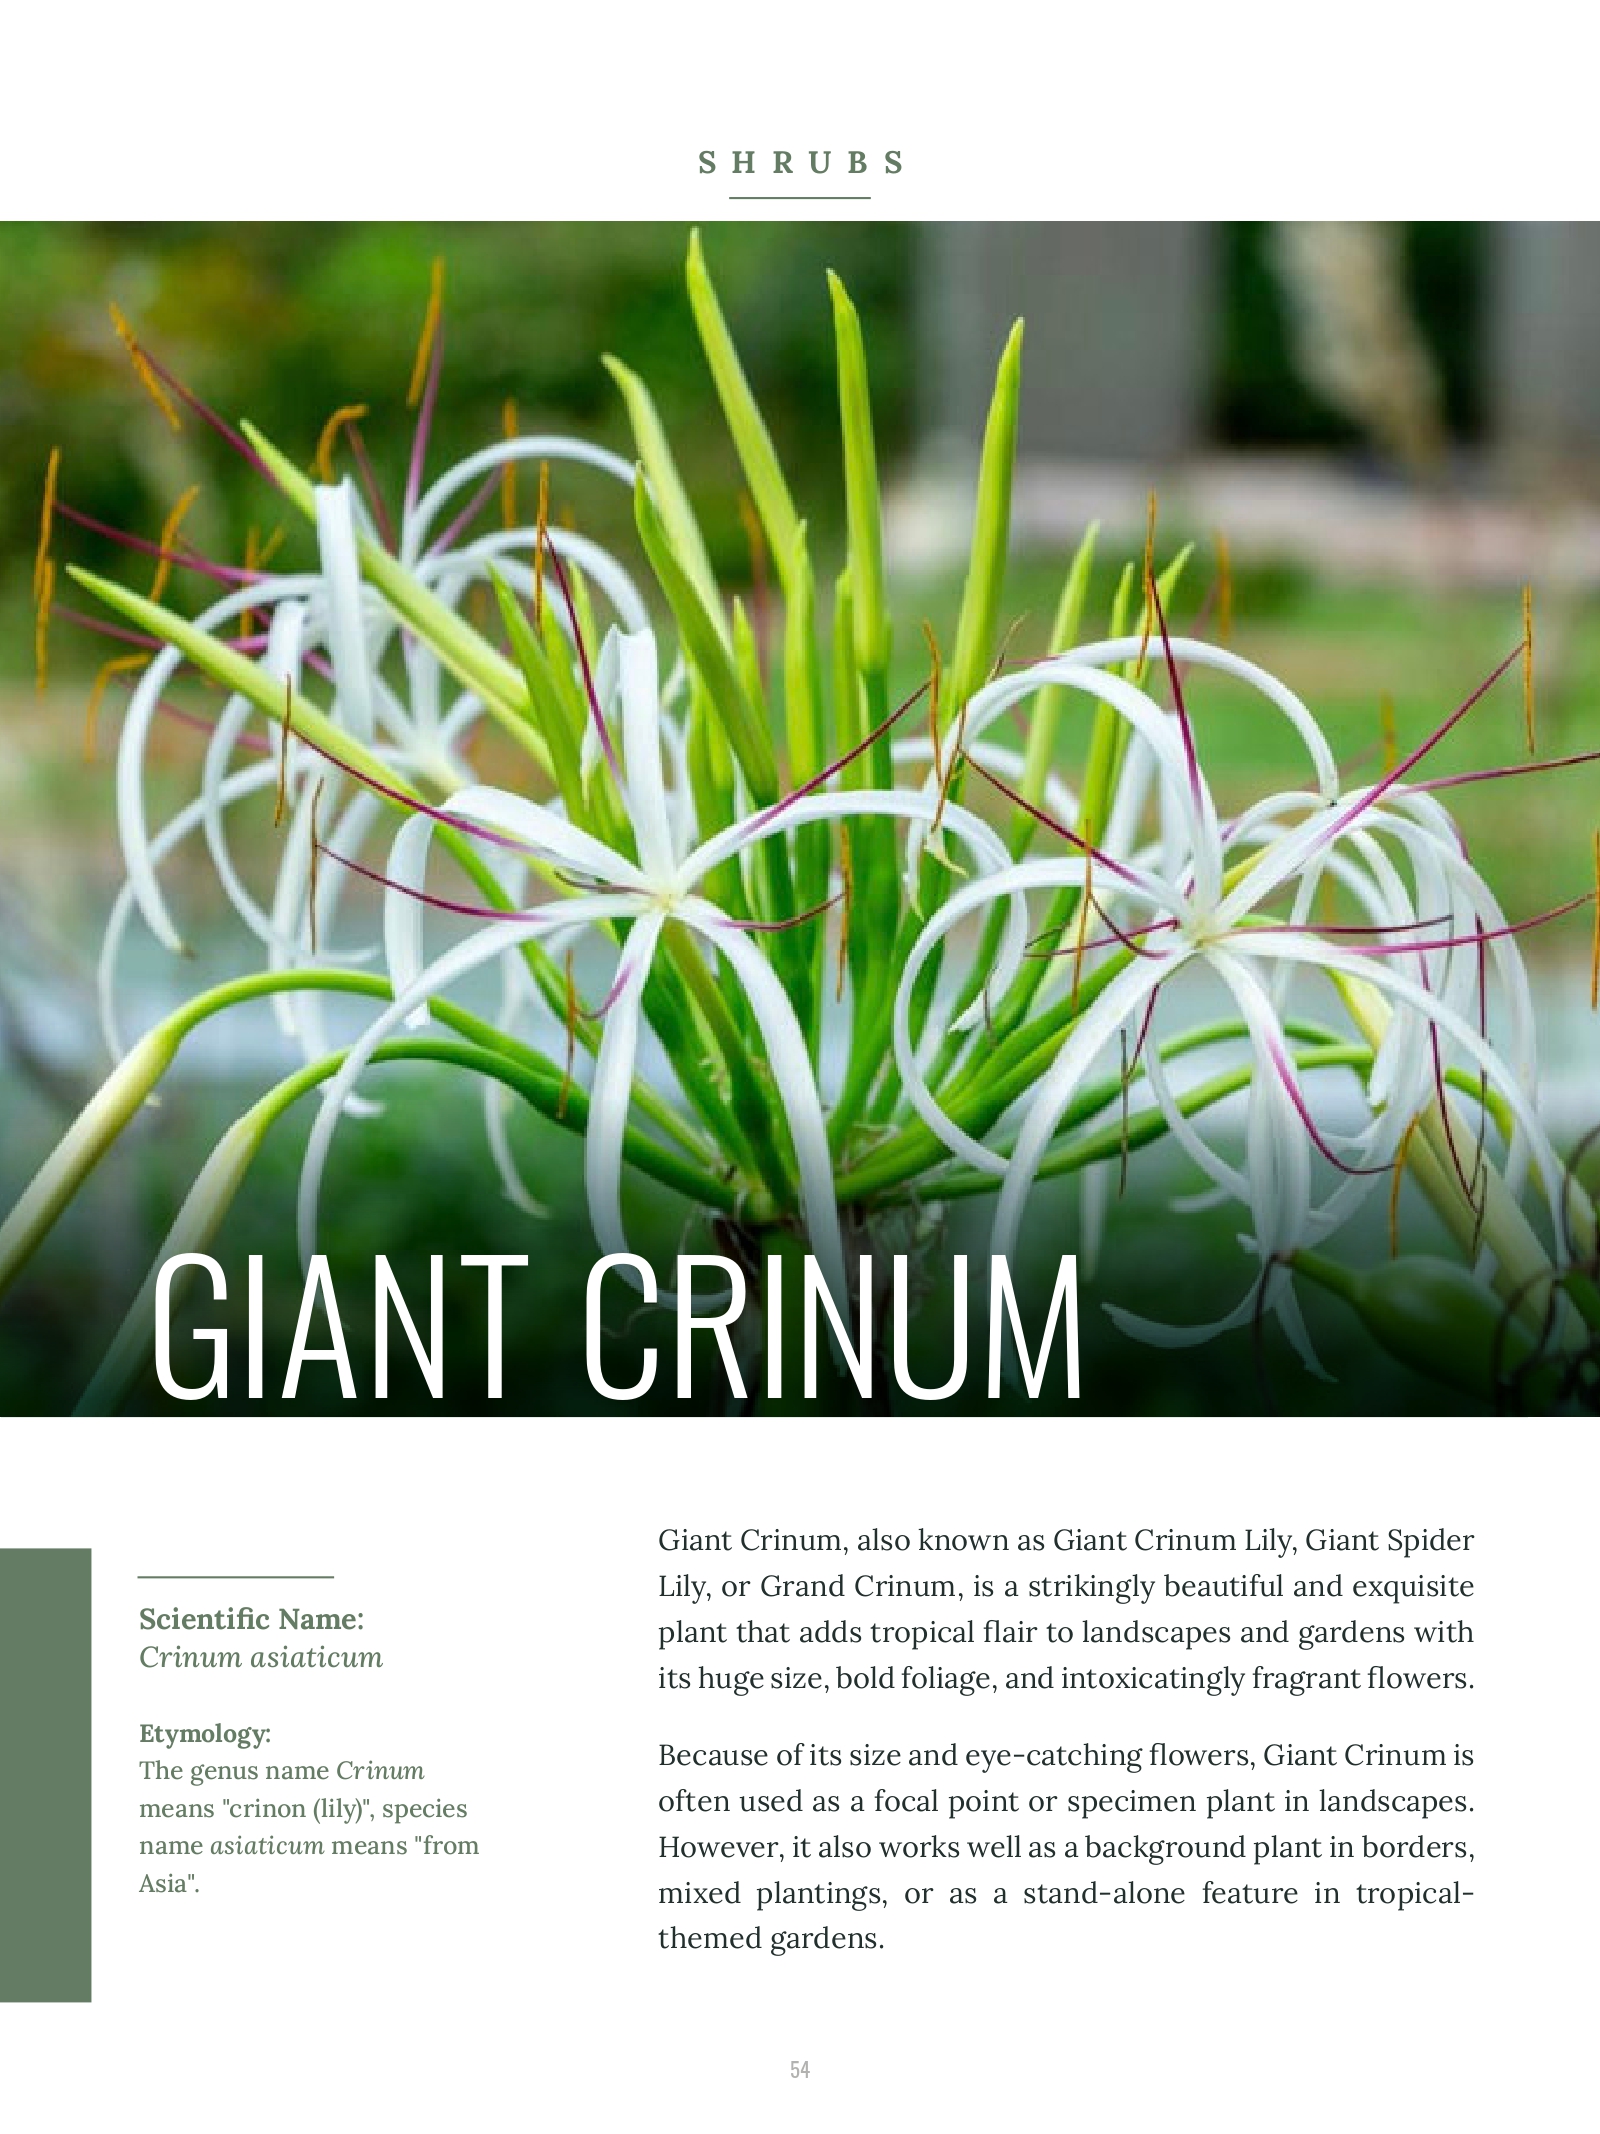 SHRUBS
GIANT CRINUM
Scientific Name:
Crinum asiaticum
Etymology:
The genus name Crinum
means "crinon (lily)", species
name asiaticum means "from
Asia".
Giant Crinum, also known as Giant Crinum Lily, Giant Spider
Lily, or Grand Crinum, is a strikingly beautiful and exquisite
plant that adds tropical flair to landscapes and gardens with
its huge size, bold foliage, and intoxicatingly fragrant flowers.
Because of its size and eye-catching flowers, Giant Crinum is
often used as a focal point or specimen plant in landscapes.
However, it also works well as a background plant in borders,
mixed plantings, or as a stand-alone feature in tropical-
themed gardens.
54